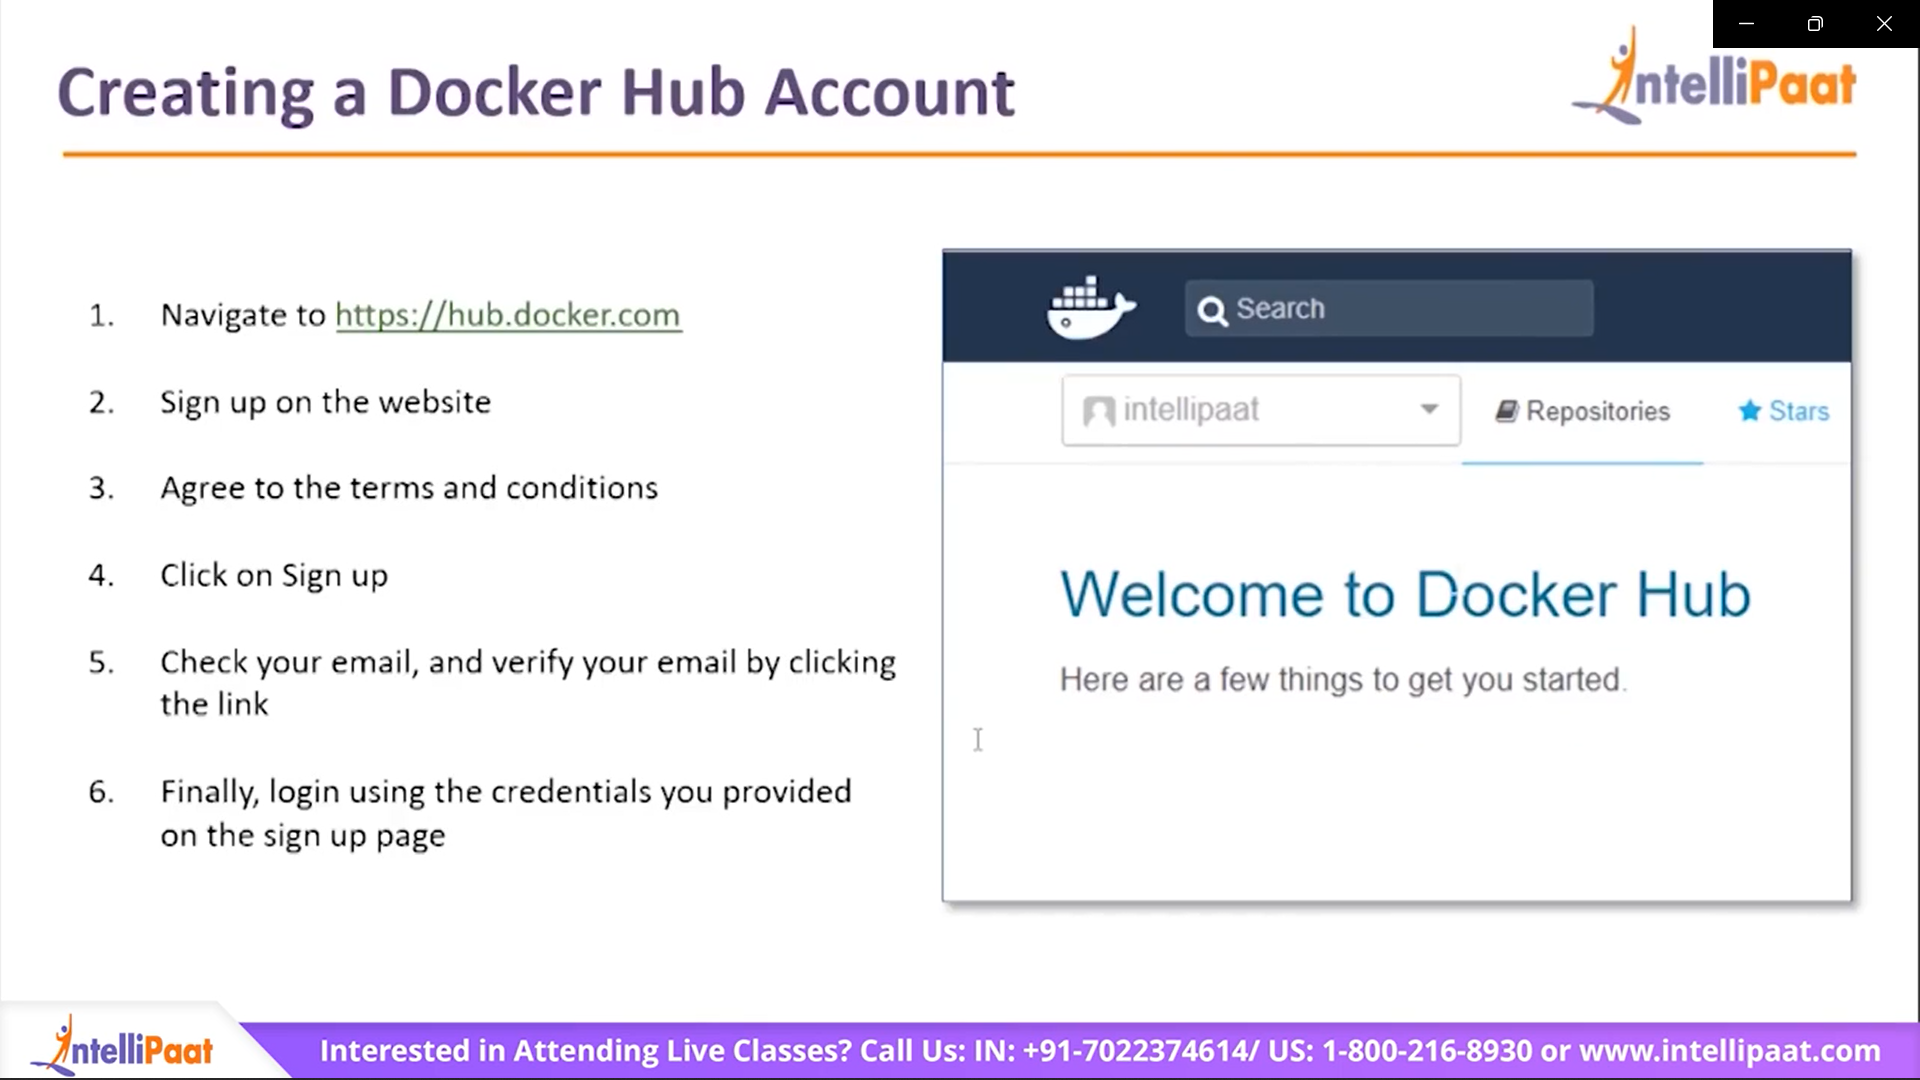 Creating a Docker Hub Account
IntelliPaat
1. Navigate to https://hub.docker.com
2. Sign up on the website
3. Agree to the terms and conditions
4. Click on Sign up
5. Check your email, and verify your email by clicking
the link
6. Finally, login using the credentials you provided
on the sign up page
Search
intellipaat
Repositories
Stars
Welcome to Docker Hub
Here are a few things to get you started.
IntelliPaat
Interested in Attending Live Classes? Call Us: IN: +91-7022374614/ US: 1-800-216-8930 or www.intellipaat.com